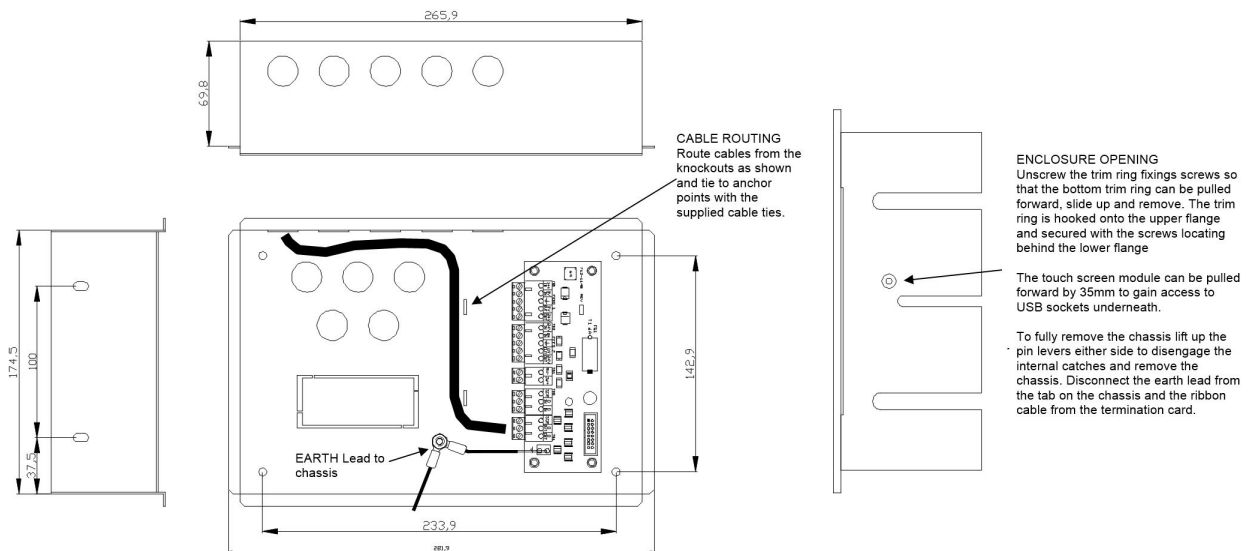 265,9
69,8
CABLE ROUTING
Route cables from the
knockouts as shown
and tie to anchor
points with the
supplied cable ties.
ENCLOSURE OPENING
Unscrew the trim ring fixings screws so
that the bottom trim ring can be pulled
forward, slide up and remove. The trim
ring is hooked onto the upper flange
and secured with the screws locating
behind the lower flange
The touch screen module can be pulled
forward by 35mm to gain access to
USB sockets underneath.
To fully remove the chassis lift up the
pin levers either side to disengage the
internal catches and remove the
chassis. Disconnect the earth lead from
the tab on the chassis and the ribbon
cable from the termination card.
174,5
100
37,5
142,9
EARTH Lead to
chassis
233,9
281,9